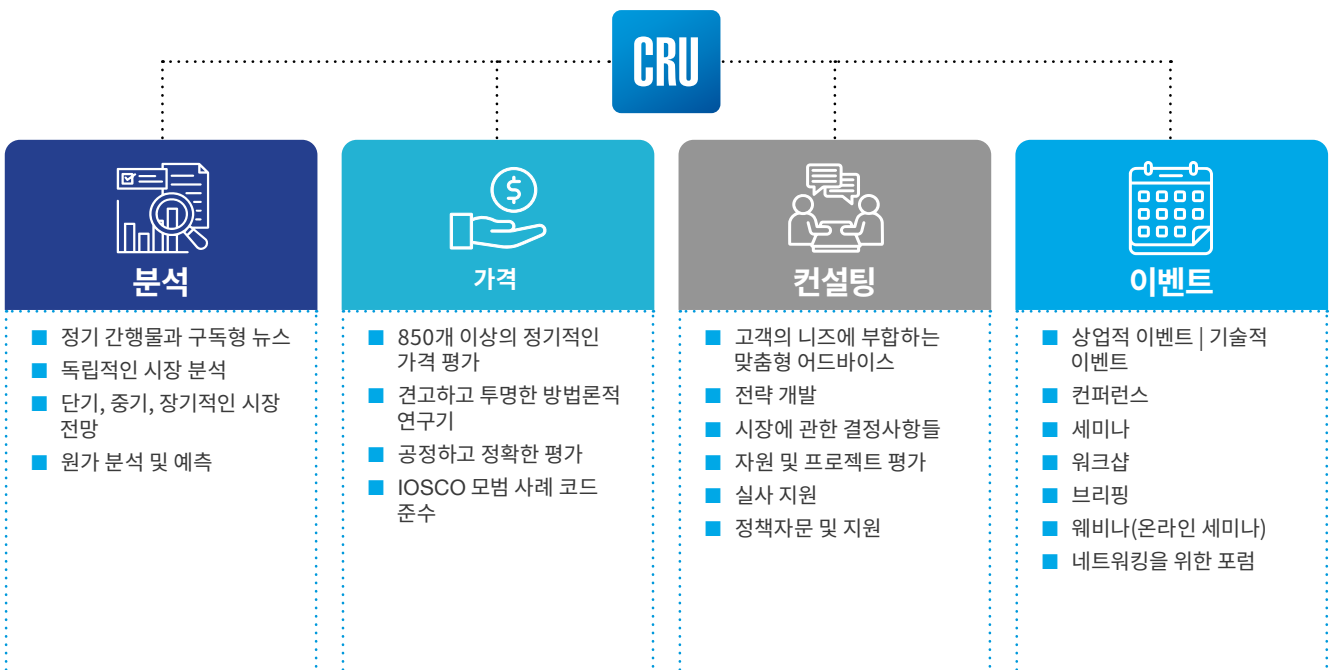 CRU
분석
■ 정기 간행물과 구독형 뉴스
■ 독립적인 시장 분석
■ 단기, 중기, 장기적인 시장
전망
■ 원가 분석 및 예측
가격
■ 850개 이상의 정기적인
가격 평가
■ 견고하고 투명한 방법론적
연구기
■ 공정하고 정확한 평가
■ IOSCO 모범 사례 코드
준수
컨설팅
■ 고객의 니즈에 부합하는
맞춤형 어드바이스
■ 전략 개발
■ 시장에 관한 결정사항들
■ 자원 및 프로젝트 평가
■ 실사 지원
■ 정책자문 및 지원
이벤트
■ 상업적 이벤트 | 기술적
이벤트
■ 컨퍼런스
■ 세미나
■ 워크샵
■ 브리핑
■ 웨비나(온라인 세미나)
■ 네트워킹을 위한 포럼